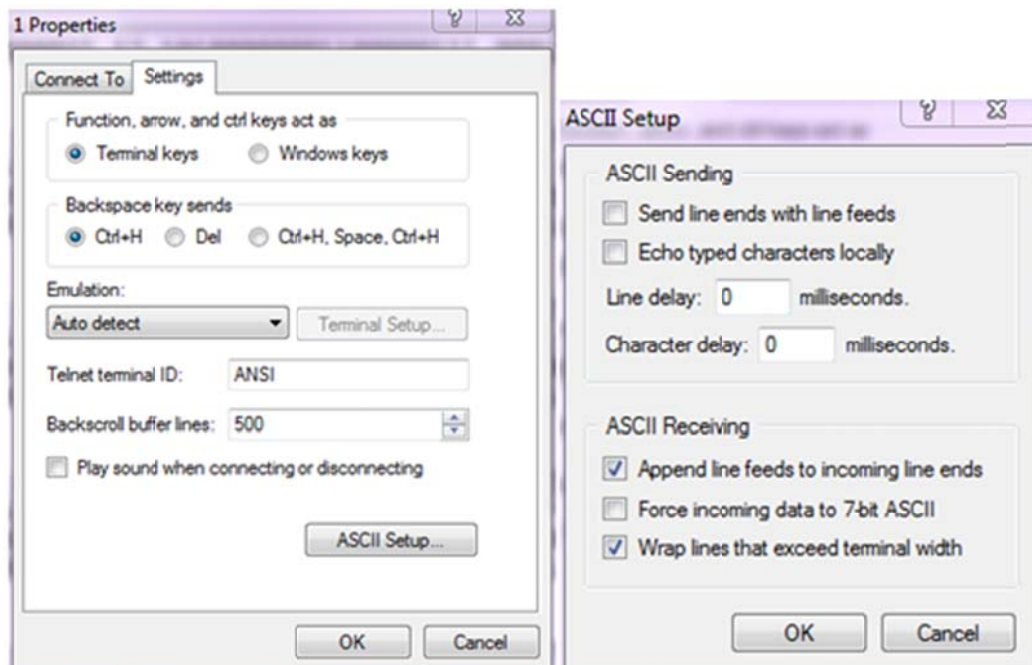 1 Properties
Connect To
Settings
Function, arrow, and ctrl keys act as
Terminal keys
Windows keys
Backspace key sends
Ctrl+H
Del
Ctrl+H, Space, Ctrl+H
Emulation:
Auto detect
Terminal Setup...
Telnet terminal ID:
ANSI
Backscroll buffer lines:
500
Play sound when connecting or disconnecting
ASCII Setup...
OK
Cancel
ASCII Setup
ASCII Sending
Send line ends with line feeds
Echo typed characters locally
Line delay: 0 milliseconds.
Character delay: 0 milliseconds.
ASCII Receiving
Append line feeds to incoming line ends
Force incoming data to 7-bit ASCII
Wrap lines that exceed terminal width
OK
Cancel